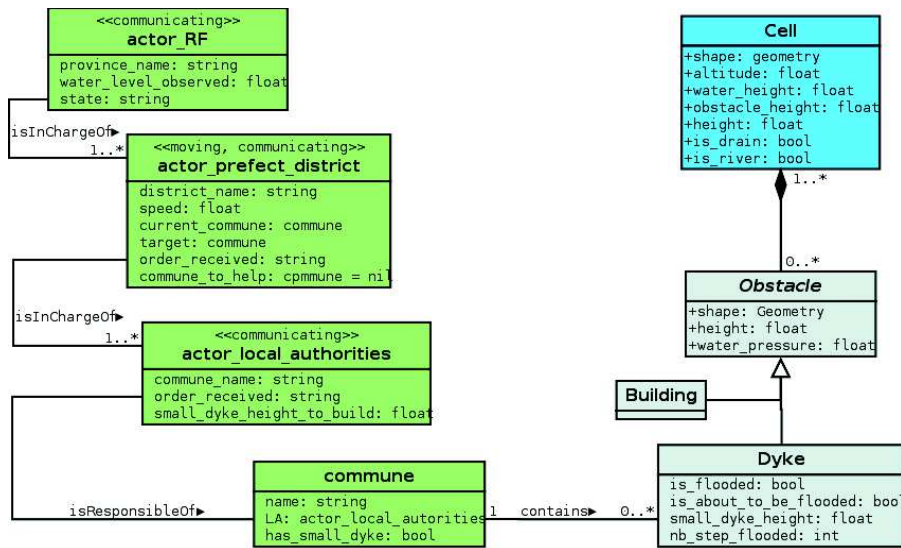 <<communicating>>
actor_RF
province_name: string
water_level_observed: float
state: string
isInChargeOf▶
1..*
<<moving, communicating>>
actor_prefect_district
district_name: string
speed: float
current_commune: commune
target: commune
order_received: string
commune_to_help: cpmmune = nil
isInChargeOf▶
1..*
<<communicating>>
actor_local_authorities
commune_name: string
order_received: string
small_dyke_height_to_build: float
isResponsibleOf▶
commune
name: string
LA: actor_local_autorities
has_small_dyke: bool
1 contains▶ 0..*
Cell
+shape: geometry
+altitude: float
+water_height: float
+obstacle_height: float
+height: float
+is_drain: bool
+is_river: bool
1..*
0..*
Obstacle
+shape: Geometry
+height: float
+water_pressure: float
Building
Dyke
is_flooded: bool
is_about_to_be_flooded: bool
small_dyke_height: float
nb_step_flooded: int